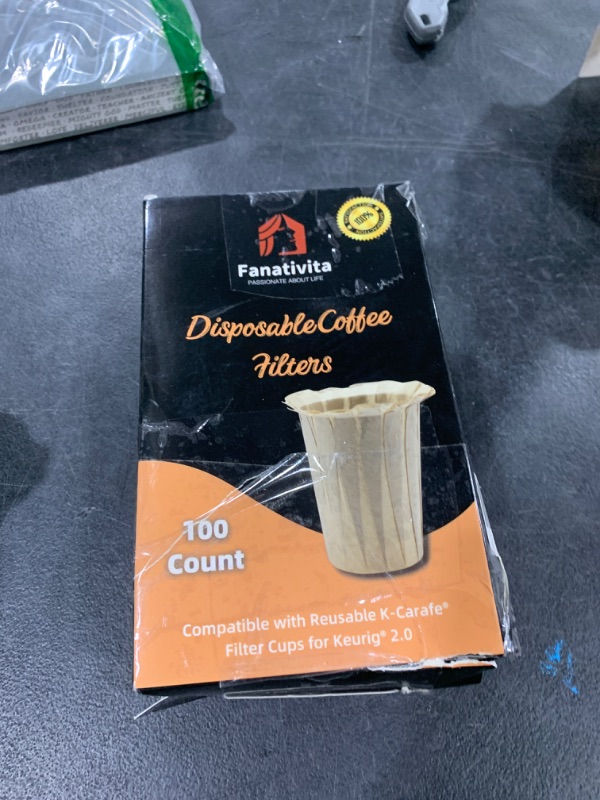 Fanativita
PASSIONATE ABOUT LIFE
100%
Disposable Coffee
Filters
100
Count
Compatible with Reusable K-Carafe®
Filter Cups for Keurig® 2.0